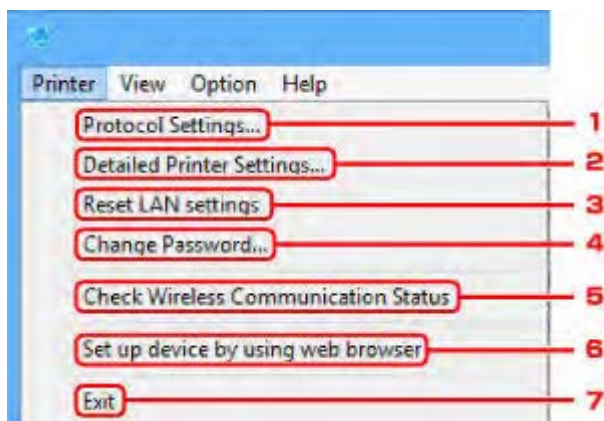 Printer View Option Help
Protocol Settings... 1
Detailed Printer Settings... 2
Reset LAN settings 3
Change Password... 4
Check Wireless Communication Status 5
Set up device by using web browser 6
Exit 7